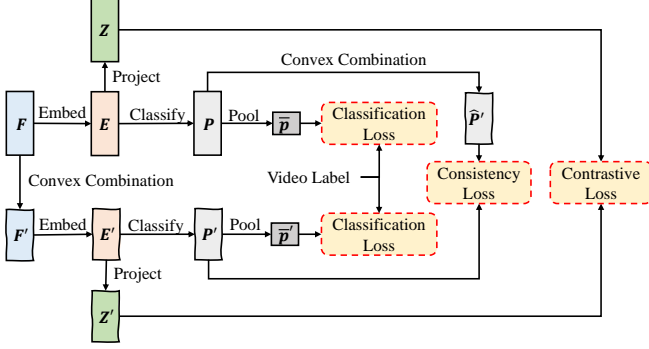 Z
Convex Combination
Project
F
Embed
E
Classify
P
Pool
p̅
Classification
Loss
P̂′
Convex Combination
Video Label
Consistency
Loss
Contrastive
Loss
F′
Embed
E′
Classify
P′
Pool
p̅′
Classification
Loss
Project
Z′